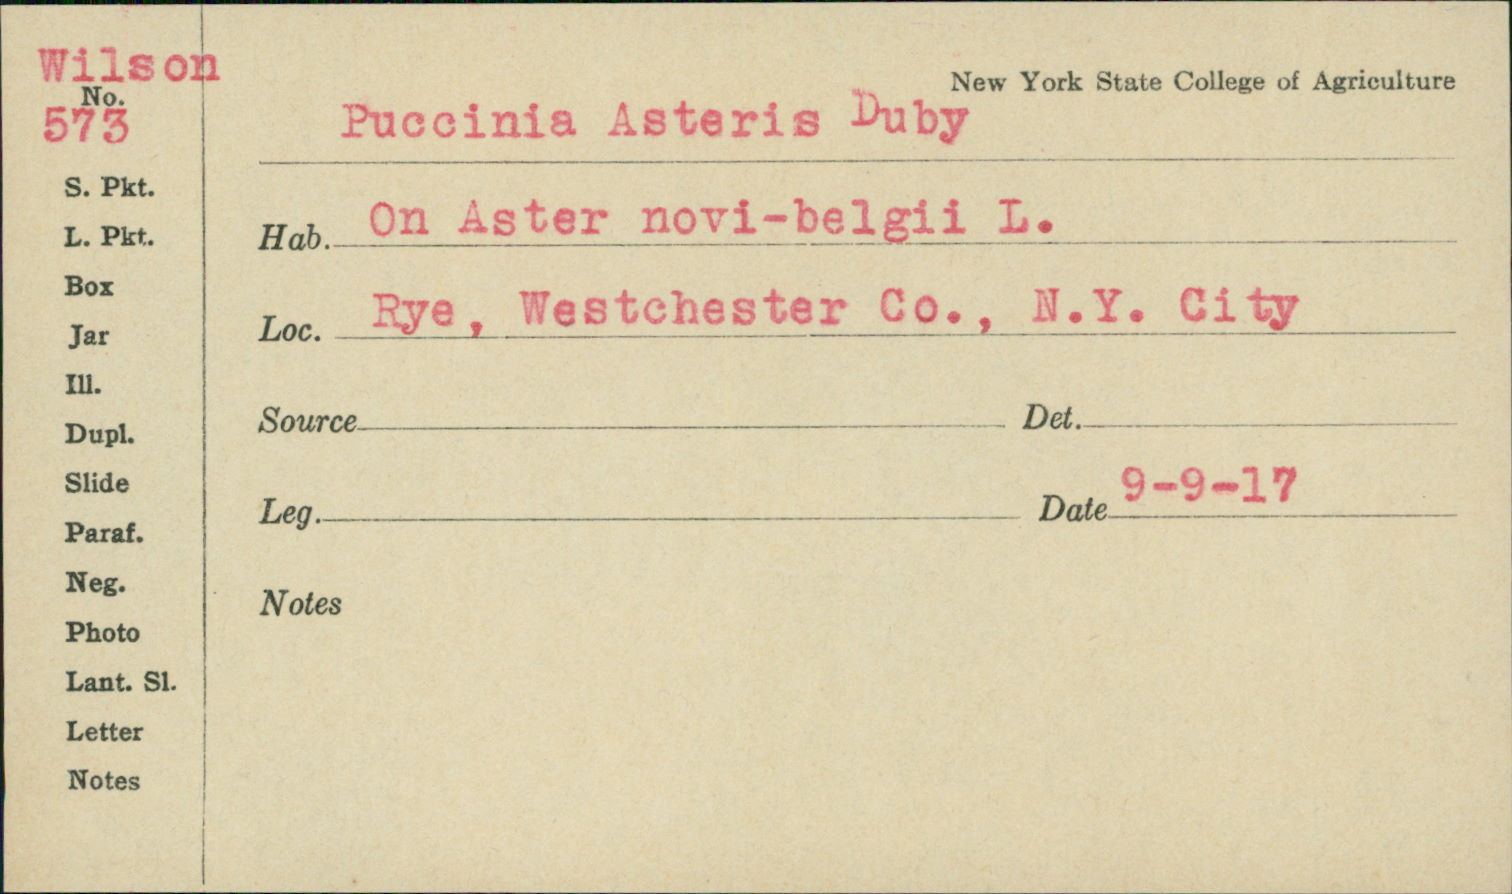 Wilson
No.
573
S. Pkt.
L. Pkt.
Box
Jar
Ill.
Dupl.
Slide
Paraf.
Neg.
Photo
Lant. Sl.
Letter
Notes
New York State College of Agriculture
Puccinia Asteris Duby
Hab. On Aster novi-belgii L.
Loc. Rye, Westchester Co., N.Y. City
Source Det.
Leg. Date 9-9-17
Notes